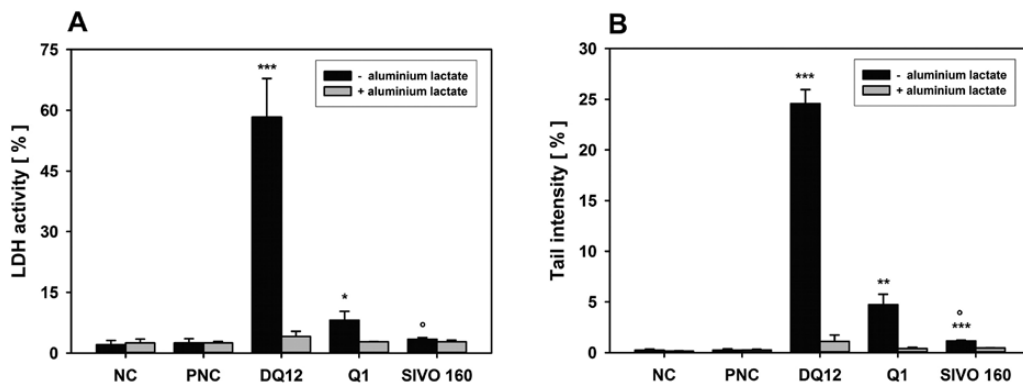 A
LDH activity [ % ]
75
60
45
30
15
0
- aluminium lactate
+ aluminium lactate
***
*
°
NC PNC DQ12 Q1 SIVO 160
B
Tail intensity [ % ]
30
25
20
15
10
5
0
- aluminium lactate
+ aluminium lactate
***
**
°
***
NC PNC DQ12 Q1 SIVO 160